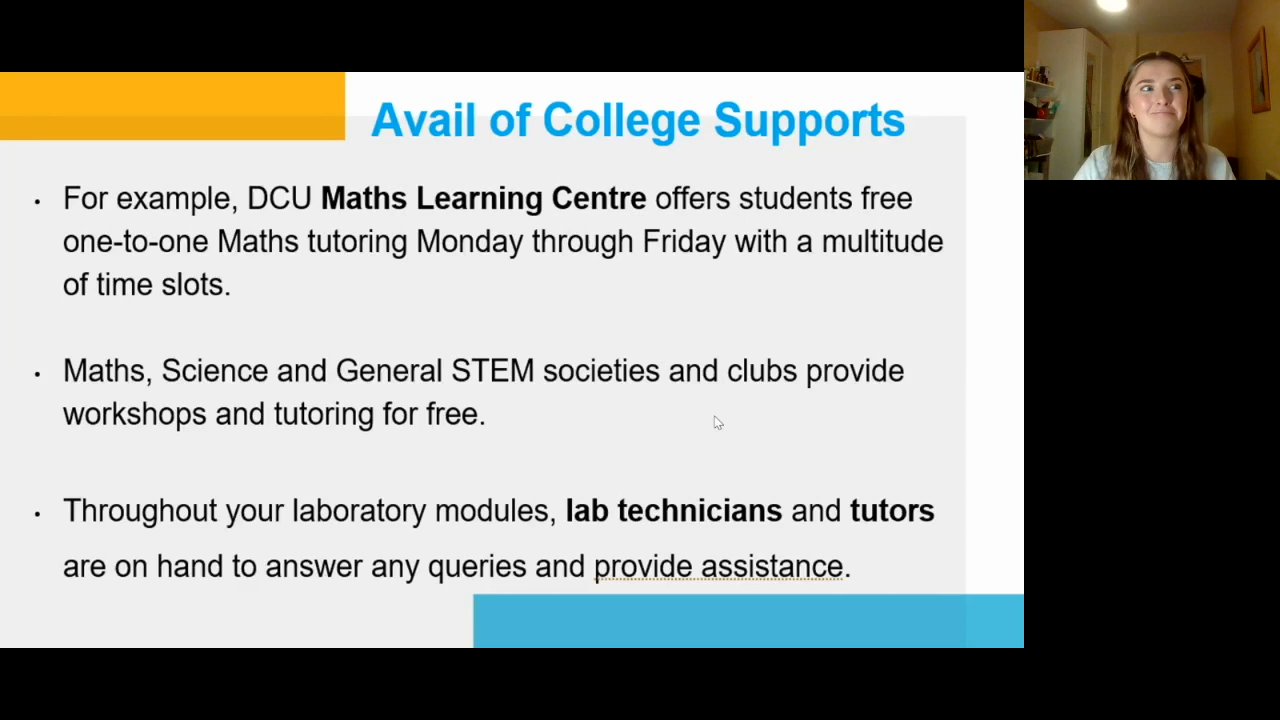 Avail of College Supports
For example, DCU Maths Learning Centre offers students free
one-to-one Maths tutoring Monday through Friday with a multitude
of time slots.
Maths, Science and General STEM societies and clubs provide
workshops and tutoring for free.
Throughout your laboratory modules, lab technicians and tutors
are on hand to answer any queries and provide assistance.